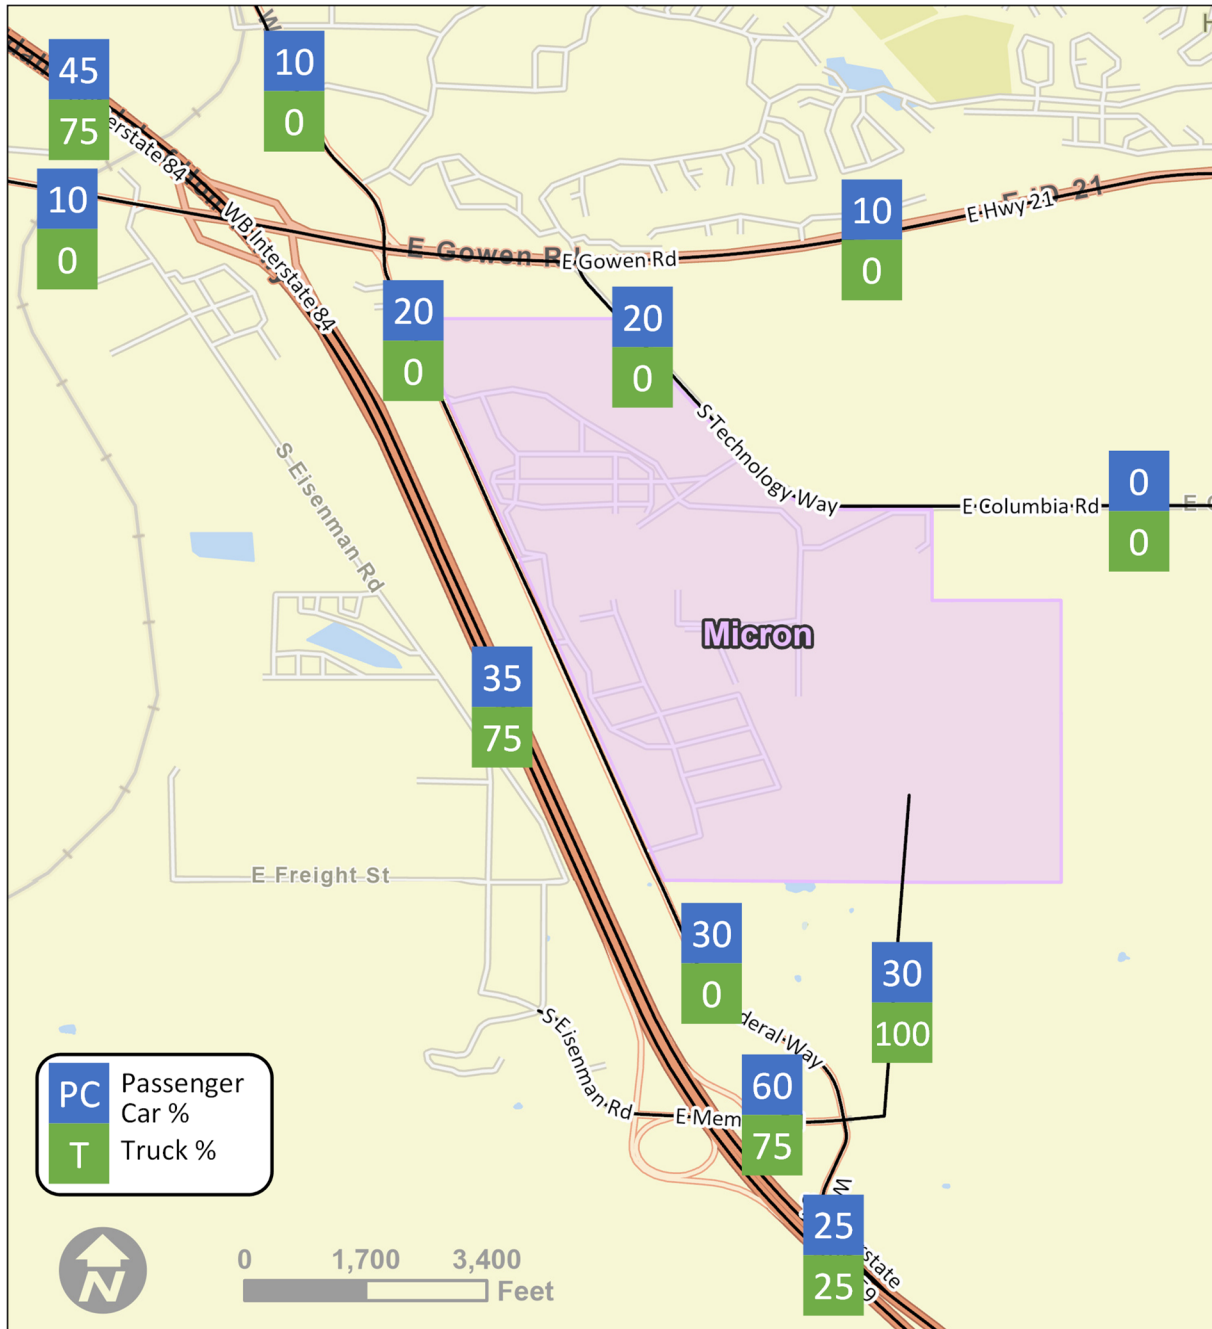 45
75
erstate 84
10
0
10
0
WB Interstate 84
E Gowen Rd
E Gowen Rd
10
0
E Hwy 21
20
0
20
0
S Technology Way
E Columbia Rd
0
0
S Eisenman Rd
Micron
35
75
E Freight St
30
0
deral Way
30
100
S Eisenman Rd
E Mem
60
75
W
25
25
state
PC Passenger
Car %
T Truck %
N
0 1,700 3,400
Feet